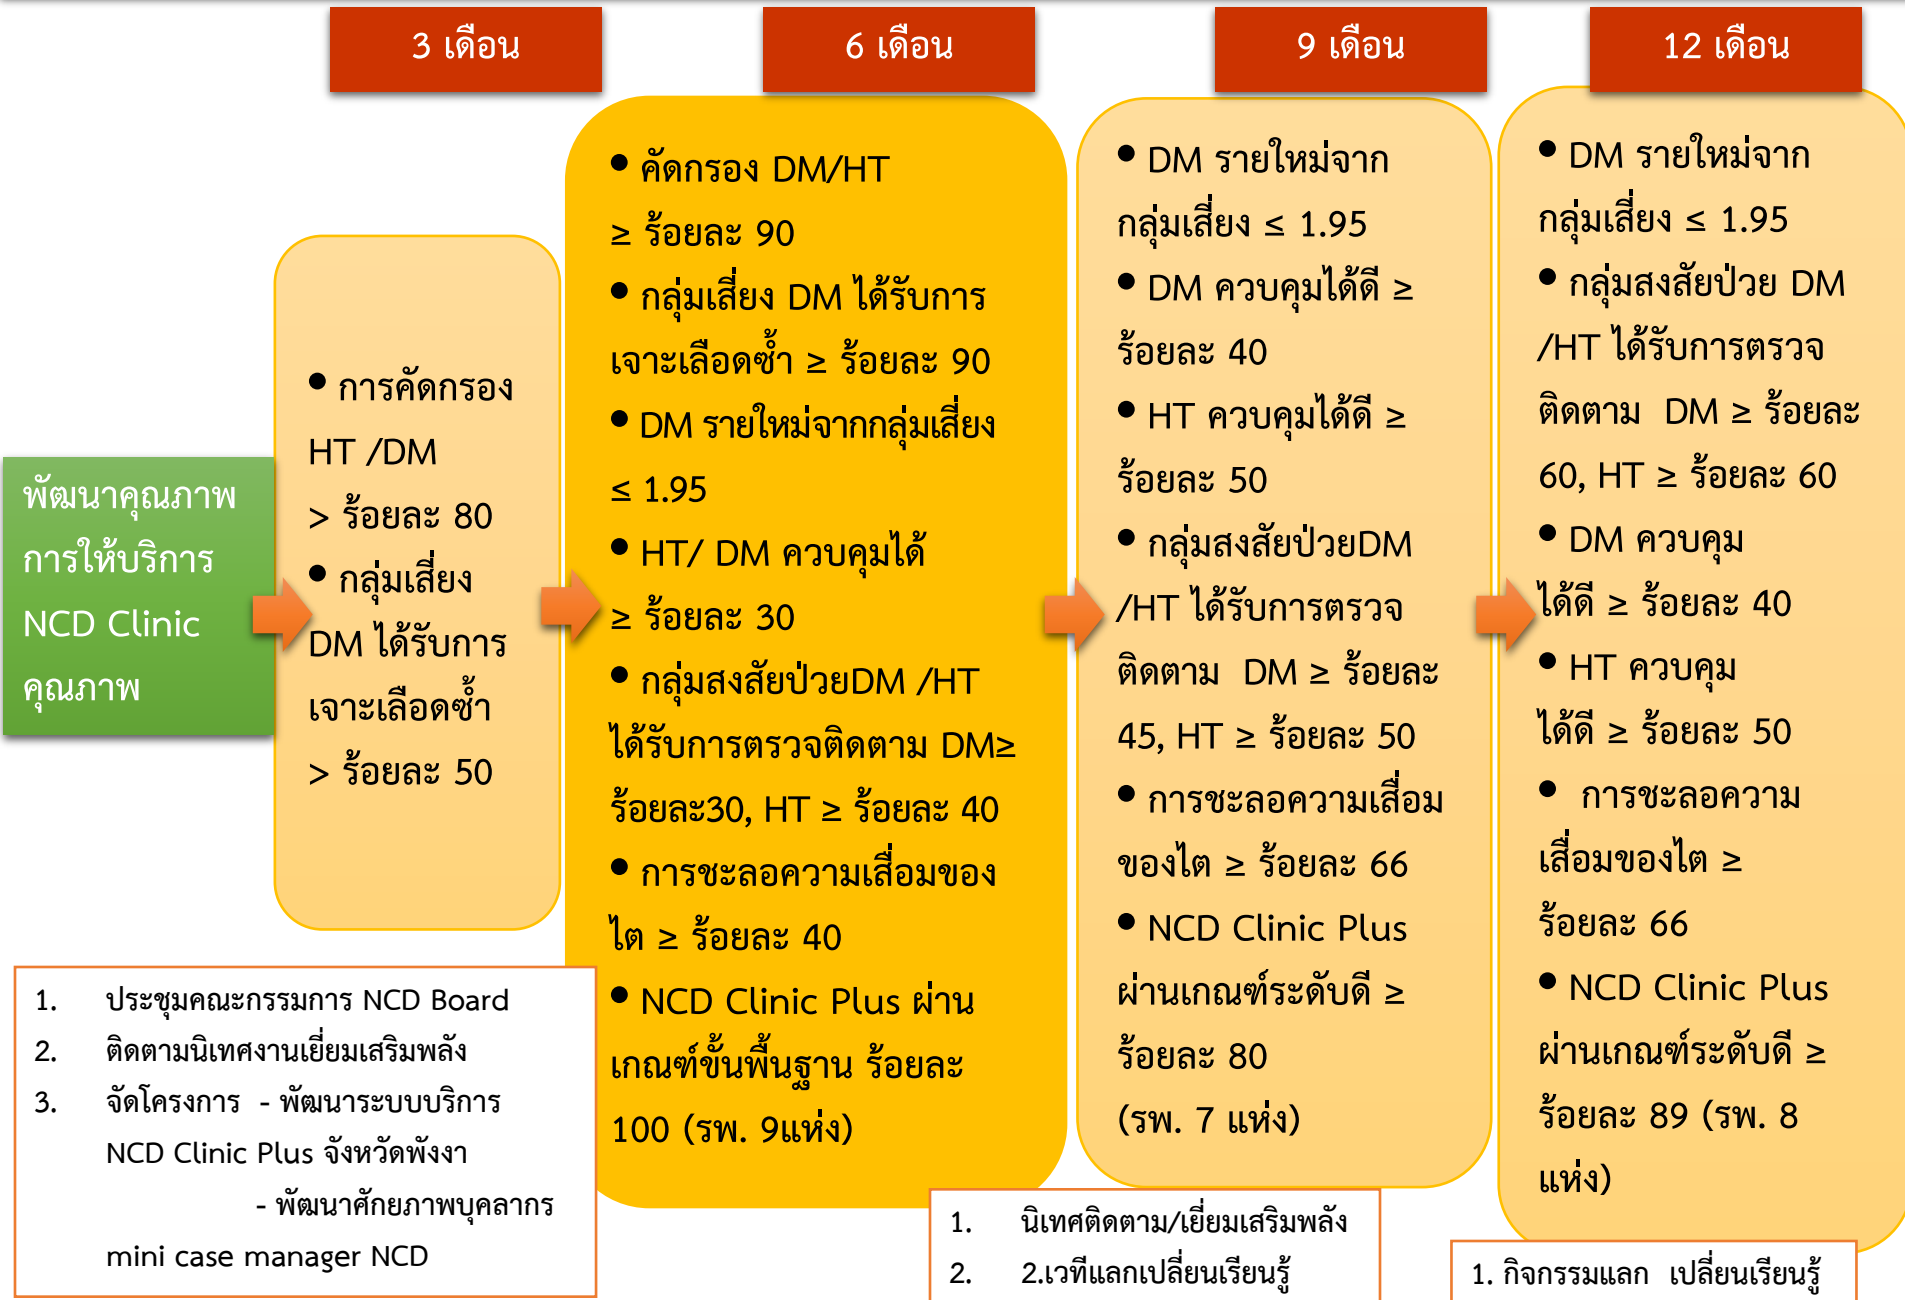 3 เดือน
6 เดือน
9 เดือน
12 เดือน
พัฒนาคุณภาพ
การให้บริการ
NCD Clinic
คุณภาพ
• การคัดกรอง
HT /DM
> ร้อยละ 80
• กลุ่มเสี่ยง
DM ได้รับการ
เจาะเลือดซ้ำ
> ร้อยละ 50
• คัดกรอง DM/HT
≥ ร้อยละ 90
• กลุ่มเสี่ยง DM ได้รับการ
เจาะเลือดซ้ำ ≥ ร้อยละ 90
• DM รายใหม่จากกลุ่มเสี่ยง
≤ 1.95
• HT/ DM ควบคุมได้
≥ ร้อยละ 30
• กลุ่มสงสัยป่วยDM /HT
ได้รับการตรวจติดตาม DM≥
ร้อยละ30, HT ≥ ร้อยละ 40
• การชะลอความเสื่อมของ
ไต ≥ ร้อยละ 40
• NCD Clinic Plus ผ่าน
เกณฑ์ขั้นพื้นฐาน ร้อยละ
100 (รพ. 9แห่ง)
• DM รายใหม่จาก
กลุ่มเสี่ยง ≤ 1.95
• DM ควบคุมได้ดี ≥
ร้อยละ 40
• HT ควบคุมได้ดี ≥
ร้อยละ 50
• กลุ่มสงสัยป่วยDM
/HT ได้รับการตรวจ
ติดตาม DM ≥ ร้อยละ
45, HT ≥ ร้อยละ 50
• การชะลอความเสื่อม
ของไต ≥ ร้อยละ 66
• NCD Clinic Plus
ผ่านเกณฑ์ระดับดี ≥
ร้อยละ 80
(รพ. 7 แห่ง)
• DM รายใหม่จาก
กลุ่มเสี่ยง ≤ 1.95
• กลุ่มสงสัยป่วย DM
/HT ได้รับการตรวจ
ติดตาม DM ≥ ร้อยละ
60, HT ≥ ร้อยละ 60
• DM ควบคุม
ได้ดี ≥ ร้อยละ 40
• HT ควบคุม
ได้ดี ≥ ร้อยละ 50
• การชะลอความ
เสื่อมของไต ≥
ร้อยละ 66
• NCD Clinic Plus
ผ่านเกณฑ์ระดับดี ≥
ร้อยละ 89 (รพ. 8
แห่ง)
1. ประชุมคณะกรรมการ NCD Board
2. ติดตามนิเทศงานเยี่ยมเสริมพลัง
3. จัดโครงการ - พัฒนาระบบบริการ
NCD Clinic Plus จังหวัดพังงา
- พัฒนาศักยภาพบุคลากร
mini case manager NCD
1. นิเทศติดตาม/เยี่ยมเสริมพลัง
2. 2.เวทีแลกเปลี่ยนเรียนรู้
1. กิจกรรมแลก เปลี่ยนเรียนรู้